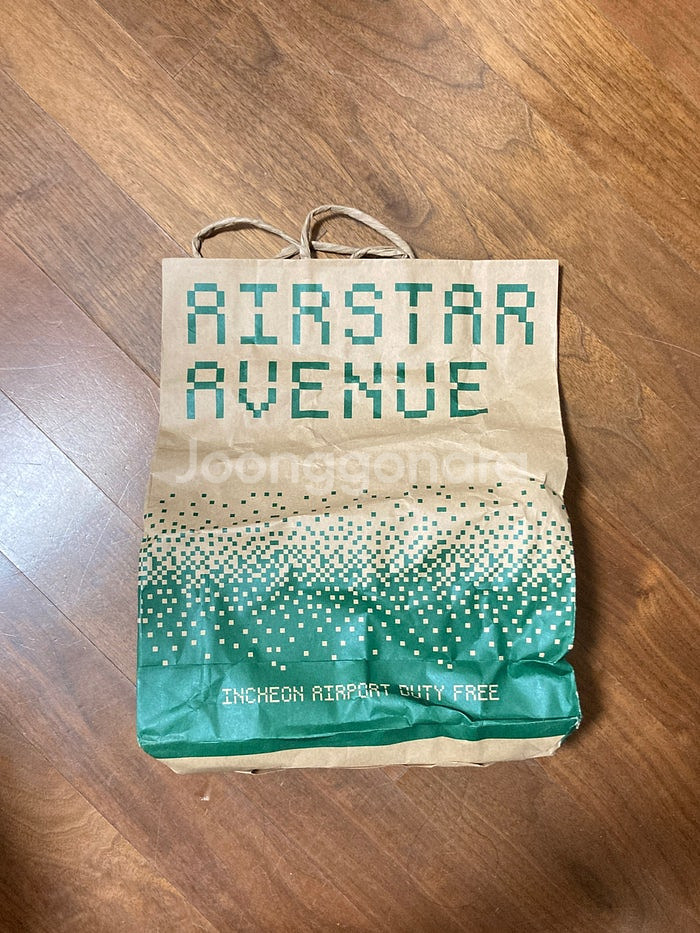 AIRSTAR
AVENUE
Joonggonara
INCHEON AIRPORT DUTY FREE